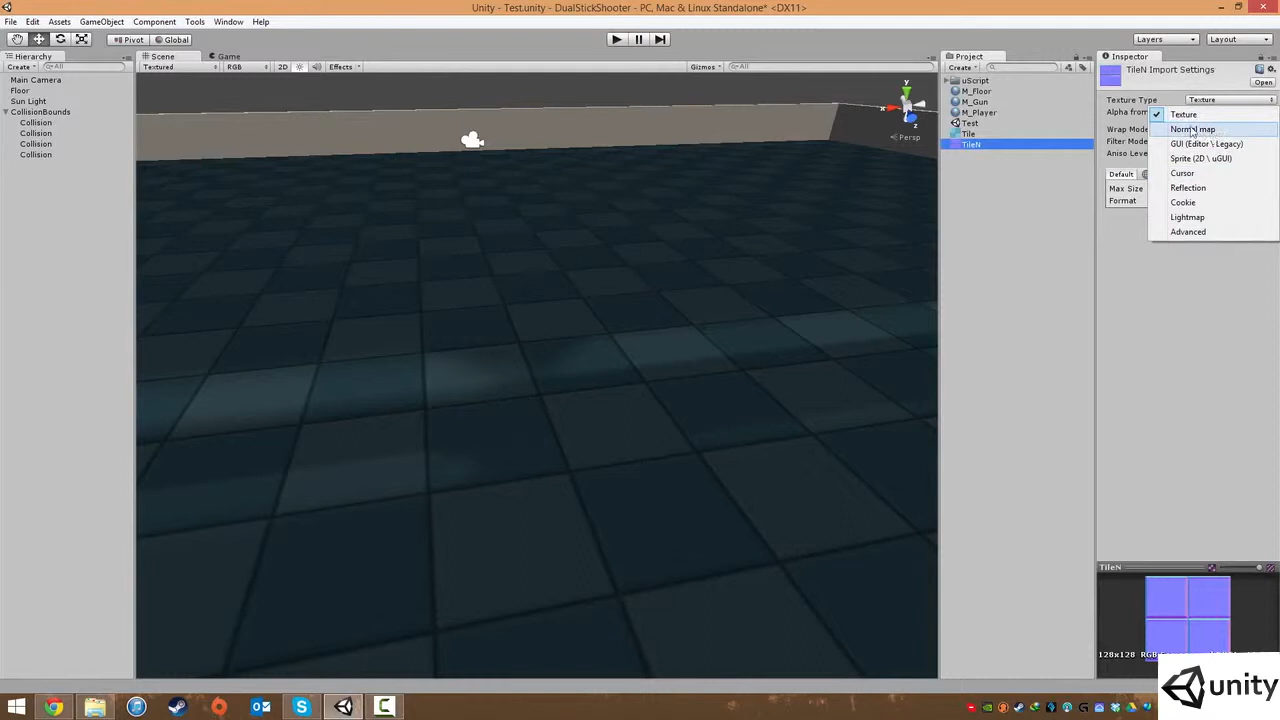 Unity - Test.unity - DualStickShooter - PC, Mac & Linux Standalone* <DX11>
File Edit Assets GameObject Component Tools Window Help
Pivot Global Layers Layout
Hierarchy
Create All
Main Camera
Floor
Sun Light
CollisionBounds
Collision
Collision
Collision
Collision
Scene Game
Textured RGB 2D Effects Gizmos All
y
x
z
Persp
Project
Create
uScript
M_Floor
M_Gun
M_Player
Test
Tile
TileN
Inspector
TileN Import Settings
Open
Texture Type Texture
Alpha from
Wrap Mode
Filter Mode
Aniso Leve
Default
Max Size
Format
Texture
Normal map
GUI (Editor \ Legacy)
Sprite (2D \ uGUI)
Cursor
Reflection
Cookie
Lightmap
Advanced
TileN
128x128
unity